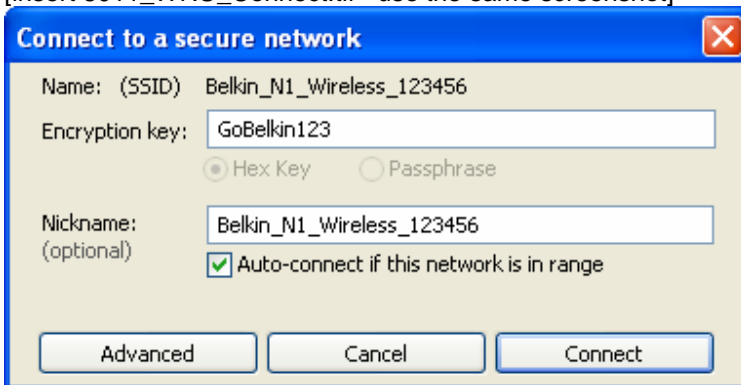 Connect to a secure network
Name: (SSID) Belkin_N1_Wireless_123456
Encryption key: GoBelkin123
Hex Key Passphrase
Nickname: Belkin_N1_Wireless_123456
(optional)
Auto-connect if this network is in range
Advanced Cancel Connect